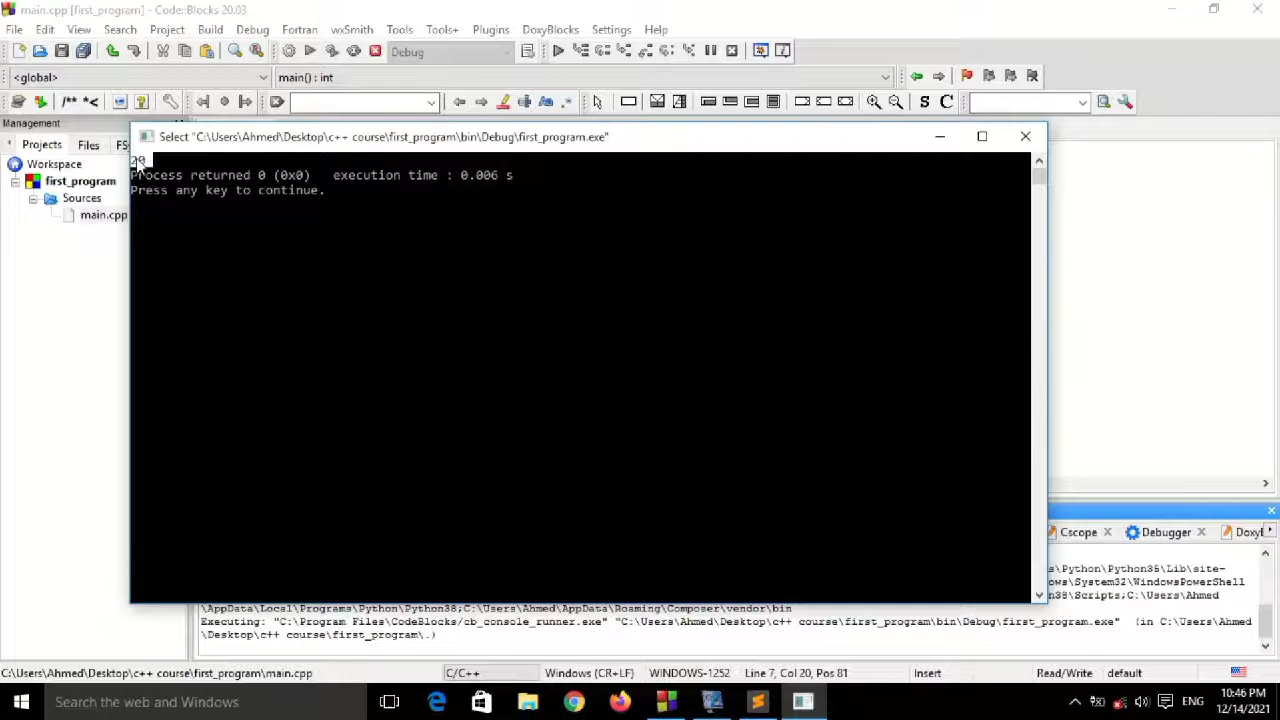 main.cpp [first_program] - Code::Blocks 20.03
File Edit View Search Project Build Debug Fortran wxSmith Tools Tools+ Plugins DoxyBlocks Settings Help
Debug
<global> main() : int
/** *<
S C
Management
Select "C:\Users\Ahmed\Desktop\c++ course\first_program\bin\Debug\first_program.exe"
Projects Files
Workspace
Process returned 0 (0x0) execution time : 0.006 s
first_program
Press any key to continue.
Sources
main.cpp
Cscope Debugger
s\Python\Python35\Lib\site-
ows\System32\WindowsPowerShell
on38\Scripts;C:\Users\Ahmed
\AppData\Local\Programs\Python\Python38;C:\Users\Ahmed\AppData\Roaming\Composer\vendor\bin
Executing: "C:\Program Files\CodeBlocks/cb_console_runner.exe" "C:\Users\Ahmed\Desktop\c++ course\first_program\bin\Debug\first_program.exe" (in C:\Users\Ahmed
\Desktop\c++ course\first_program\.)
C:\Users\Ahmed\Desktop\c++ course\first_program\main.cpp C/C++ Windows (CR+LF) WINDOWS-1252 Line 7, Col 20, Pos 81 Insert Read/Write default
Search the web and Windows ENG 10:46 PM
12/14/2021